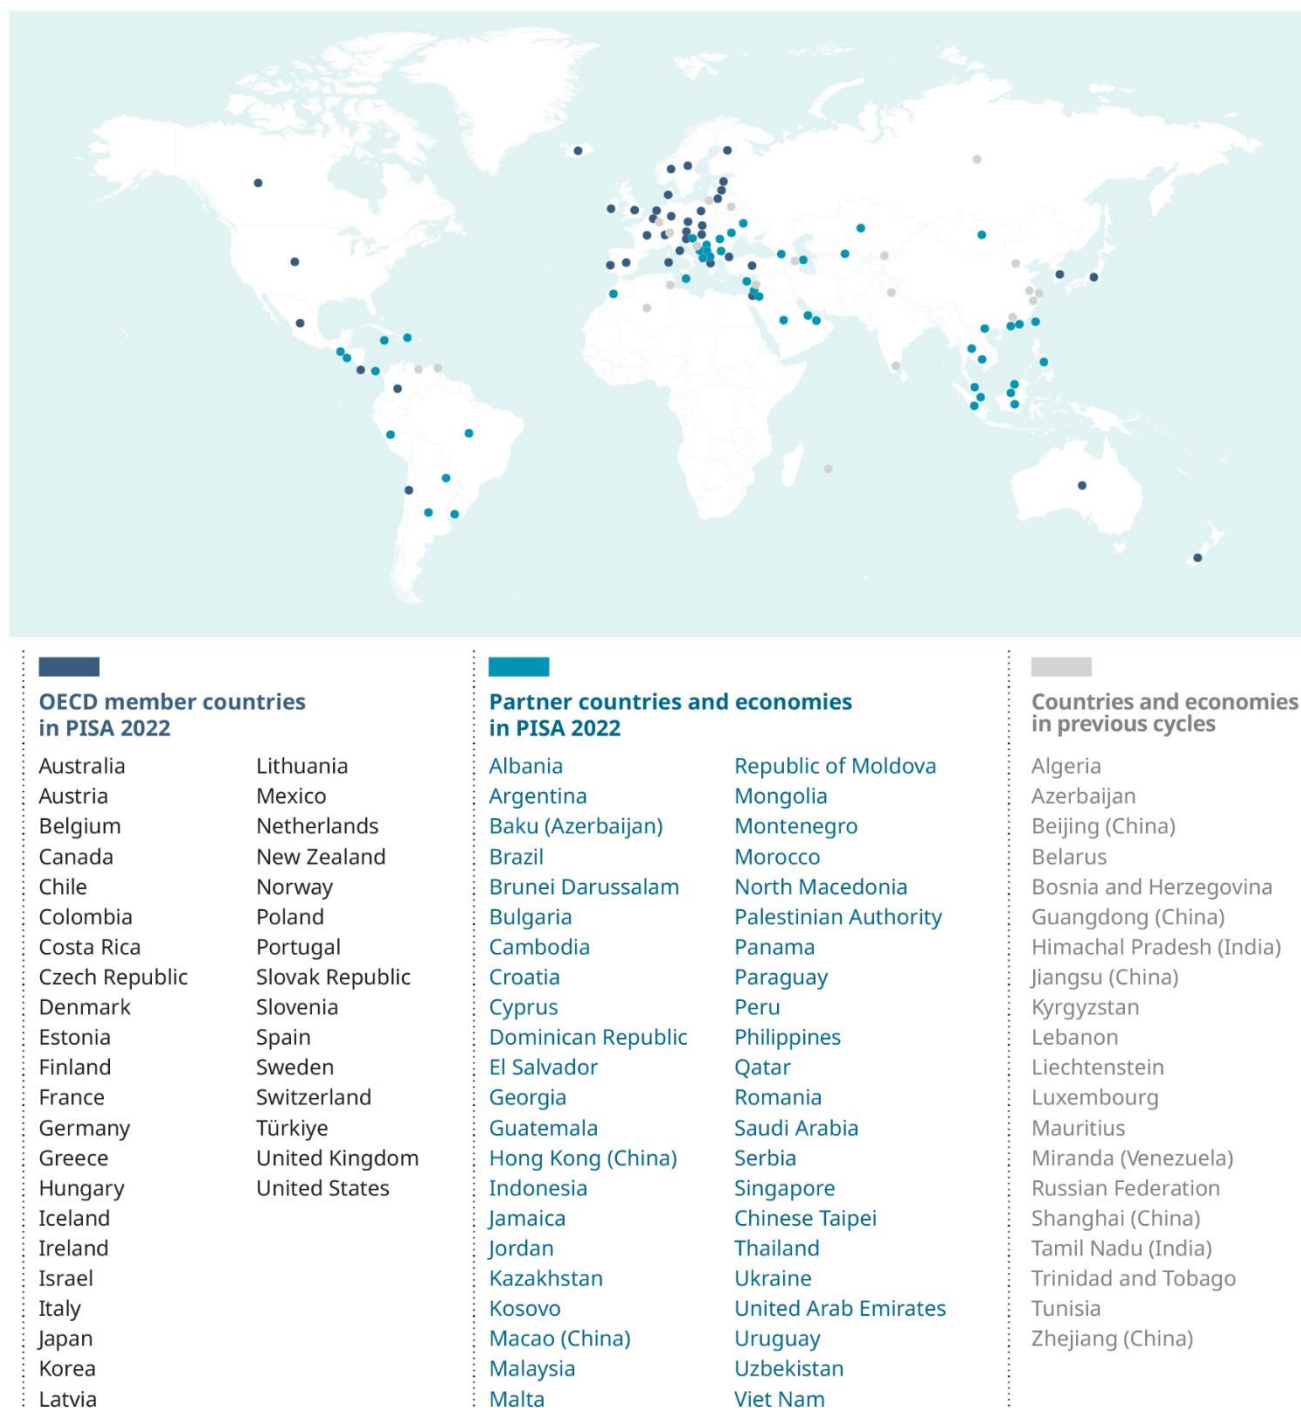 OECD member countries
in PISA 2022
Australia
Austria
Belgium
Canada
Chile
Colombia
Costa Rica
Czech Republic
Denmark
Estonia
Finland
France
Germany
Greece
Hungary
Iceland
Ireland
Israel
Italy
Japan
Korea
Latvia
Lithuania
Mexico
Netherlands
New Zealand
Norway
Poland
Portugal
Slovak Republic
Slovenia
Spain
Sweden
Switzerland
Türkiye
United Kingdom
United States
Partner countries and economies
in PISA 2022
Albania
Argentina
Baku (Azerbaijan)
Brazil
Brunei Darussalam
Bulgaria
Cambodia
Croatia
Cyprus
Dominican Republic
El Salvador
Georgia
Guatemala
Hong Kong (China)
Indonesia
Jamaica
Jordan
Kazakhstan
Kosovo
Macao (China)
Malaysia
Malta
Republic of Moldova
Mongolia
Montenegro
Morocco
North Macedonia
Palestinian Authority
Panama
Paraguay
Peru
Philippines
Qatar
Romania
Saudi Arabia
Serbia
Singapore
Chinese Taipei
Thailand
Ukraine
United Arab Emirates
Uruguay
Uzbekistan
Viet Nam
Countries and economies
in previous cycles
Algeria
Azerbaijan
Beijing (China)
Belarus
Bosnia and Herzegovina
Guangdong (China)
Himachal Pradesh (India)
Jiangsu (China)
Kyrgyzstan
Lebanon
Liechtenstein
Luxembourg
Mauritius
Miranda (Venezuela)
Russian Federation
Shanghai (China)
Tamil Nadu (India)
Trinidad and Tobago
Tunisia
Zhejiang (China)